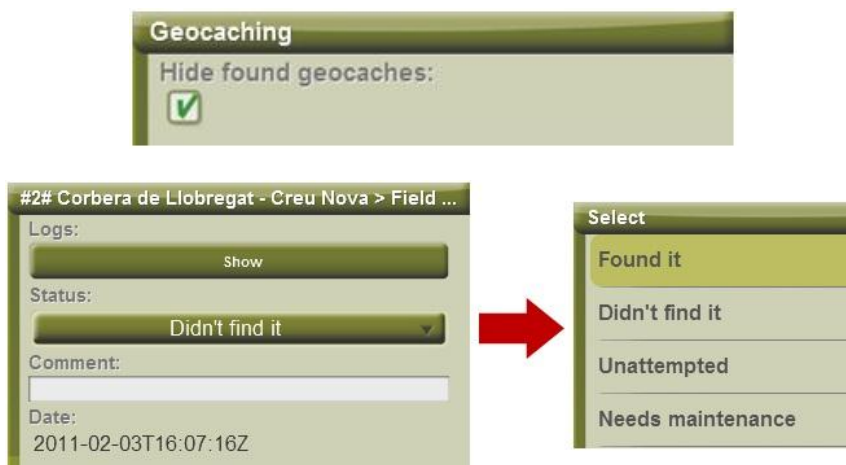 Geocaching
Hide found geocaches:
#2# Corbera de Llobregat - Creu Nova > Field ...
Logs:
Show
Status:
Didn't find it
Comment:
Date:
2011-02-03T16:07:16Z
Select
Found it
Didn't find it
Unattempted
Needs maintenance